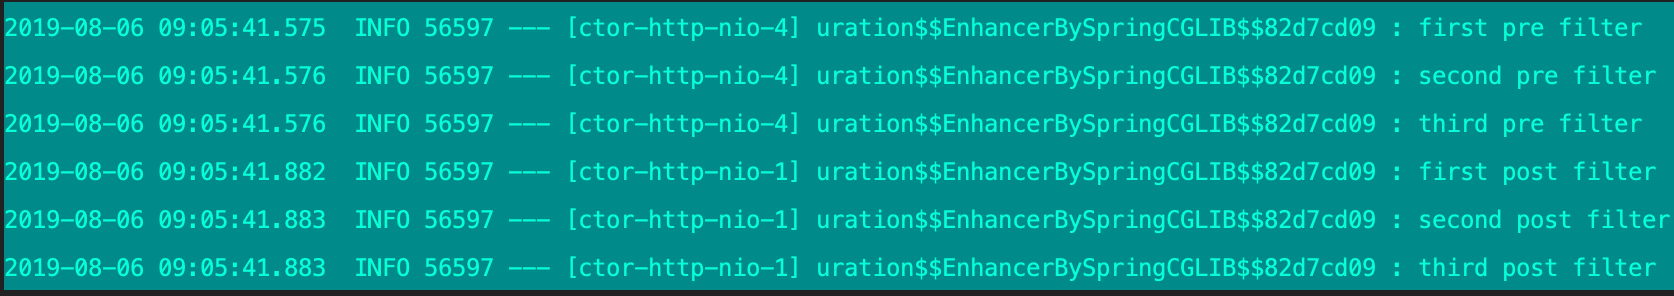 2019-08-06 09:05:41.575  INFO 56597 --- [ctor-http-nio-4] uration$$EnhancerBySpringCGLIB$$82d7cd09 : first pre filter
2019-08-06 09:05:41.576  INFO 56597 --- [ctor-http-nio-4] uration$$EnhancerBySpringCGLIB$$82d7cd09 : second pre filter
2019-08-06 09:05:41.576  INFO 56597 --- [ctor-http-nio-4] uration$$EnhancerBySpringCGLIB$$82d7cd09 : third pre filter
2019-08-06 09:05:41.882  INFO 56597 --- [ctor-http-nio-1] uration$$EnhancerBySpringCGLIB$$82d7cd09 : first post filter
2019-08-06 09:05:41.883  INFO 56597 --- [ctor-http-nio-1] uration$$EnhancerBySpringCGLIB$$82d7cd09 : second post filter
2019-08-06 09:05:41.883  INFO 56597 --- [ctor-http-nio-1] uration$$EnhancerBySpringCGLIB$$82d7cd09 : third post filter